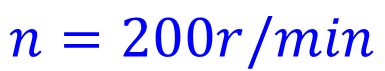 n = 200r/min